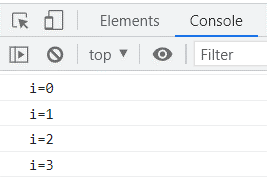 Elements Console
top Filter
i=0
i=1
i=2
i=3